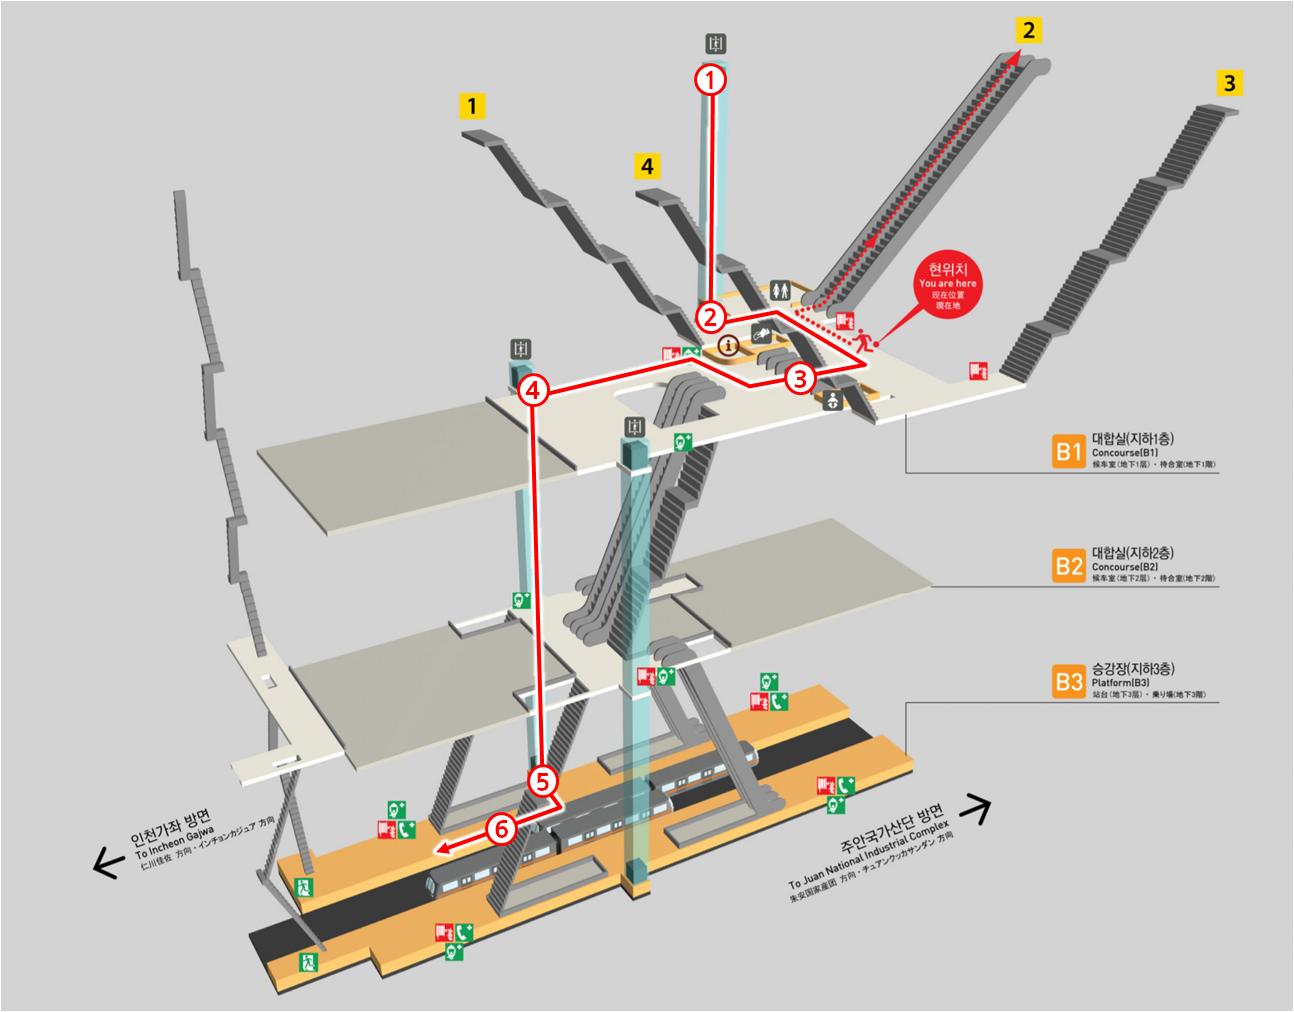 2
1
1
3
4
현위치
You are here
现在位置
現在地
2
i
3
4
B1
대합실(지하1층)
Concourse(B1)
候车室(地下1层)・待合室(地下1階)
B2
대합실(지하2층)
Concourse(B2)
候车室(地下2层)・待合室(地下2階)
B3
승강장(지하3층)
Platform(B3)
站台(地下3层)・乗り場(地下3階)
5
6
인천가좌 방면
To Incheon Gajwa
仁川佳佐 方向・インチョンカジュア 方向
주안국가산단 방면
To Juan National Industrial Complex
朱安国家産団 方向・チュアンクッカサンダン 方向